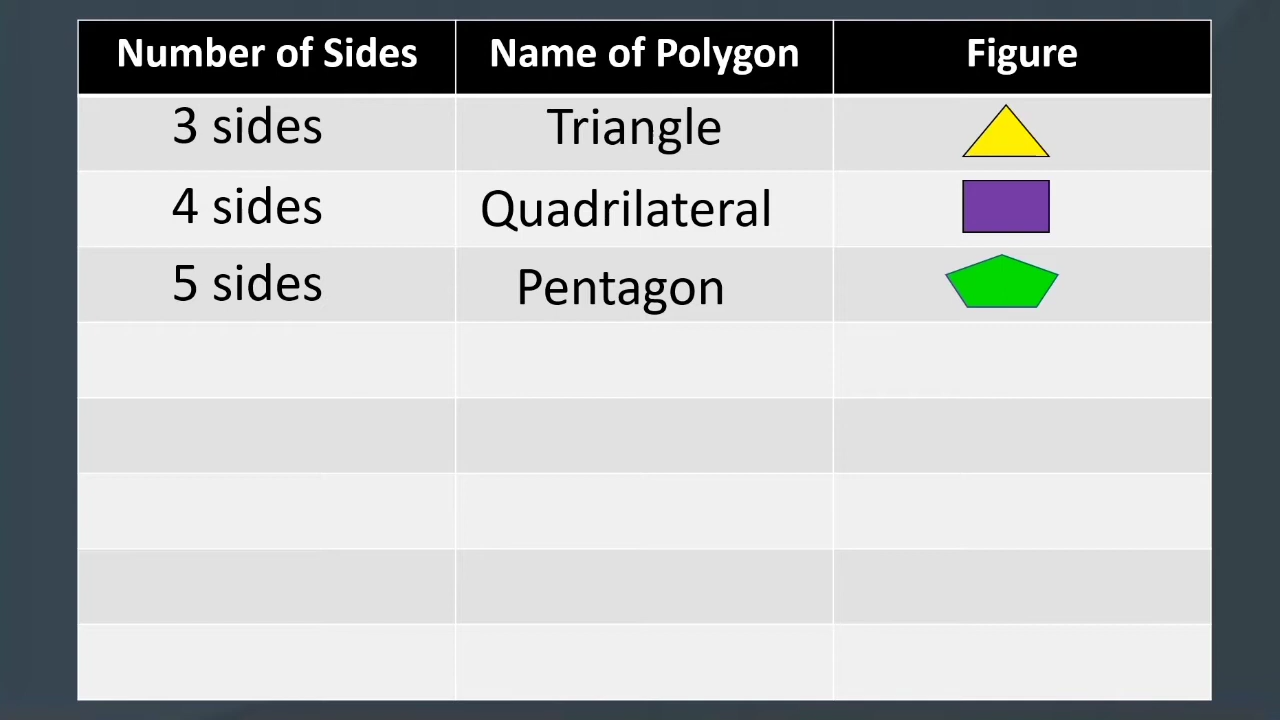 Number of Sides Name of Polygon Figure
3 sides Triangle
4 sides Quadrilateral
5 sides Pentagon